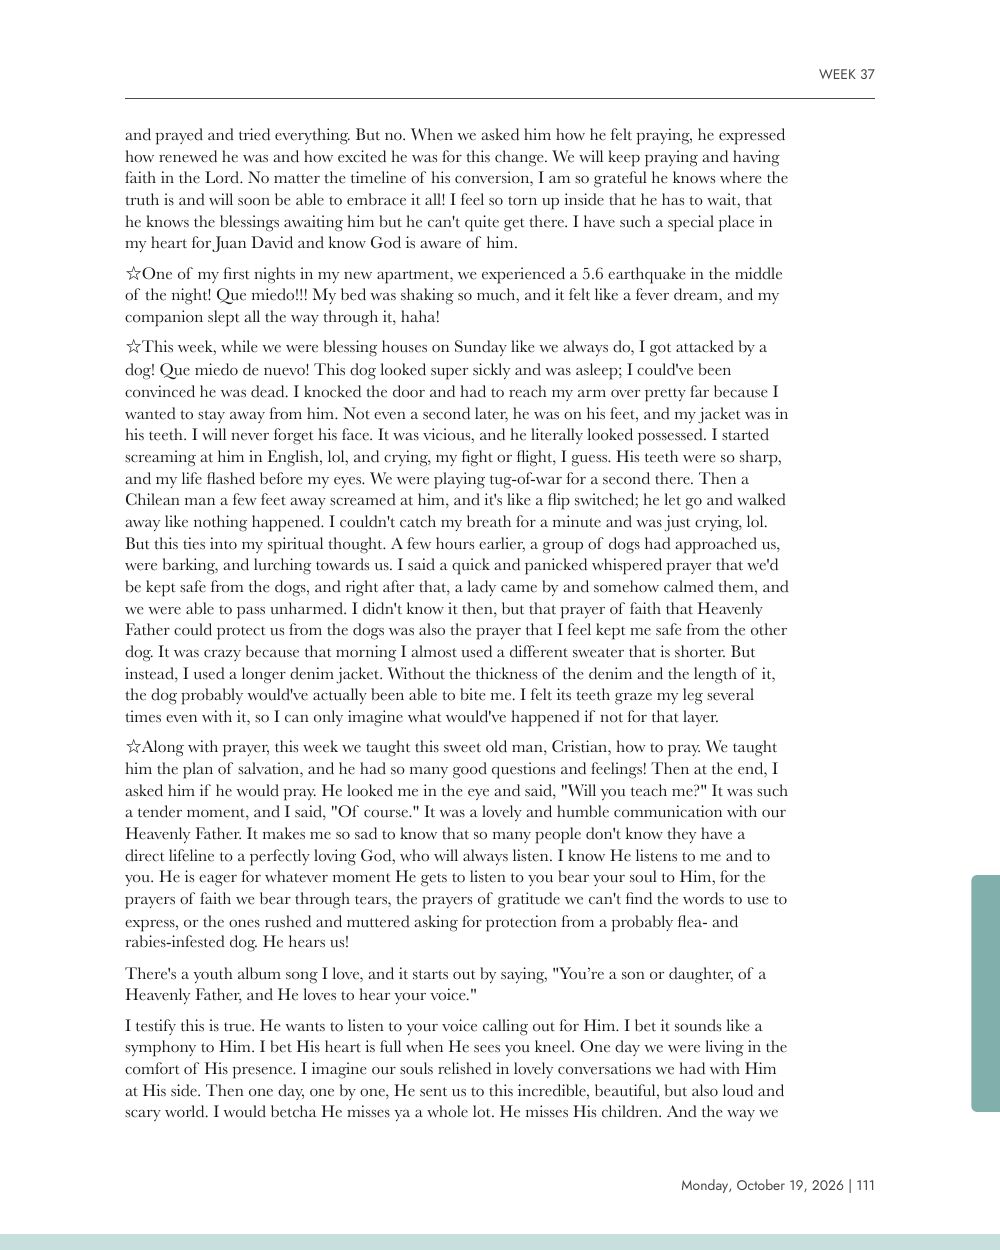 WEEK 37
and prayed and tried everything. But no. When we asked him how he felt praying, he expressed
how renewed he was and how excited he was for this change. We will keep praying and having
faith in the Lord. No matter the timeline of his conversion, I am so grateful he knows where the
truth is and will soon be able to embrace it all! I feel so torn up inside that he has to wait, that
he knows the blessings awaiting him but he can't quite get there. I have such a special place in
my heart for Juan David and know God is aware of him.
☆One of my first nights in my new apartment, we experienced a 5.6 earthquake in the middle
of the night! Que miedo!!! My bed was shaking so much, and it felt like a fever dream, and my
companion slept all the way through it, haha!
☆This week, while we were blessing houses on Sunday like we always do, I got attacked by a
dog! Que miedo de nuevo! This dog looked super sickly and was asleep; I could've been
convinced he was dead. I knocked the door and had to reach my arm over pretty far because I
wanted to stay away from him. Not even a second later, he was on his feet, and my jacket was in
his teeth. I will never forget his face. It was vicious, and he literally looked possessed. I started
screaming at him in English, lol, and crying, my fight or flight, I guess. His teeth were so sharp,
and my life flashed before my eyes. We were playing tug-of-war for a second there. Then a
Chilean man a few feet away screamed at him, and it's like a flip switched; he let go and walked
away like nothing happened. I couldn't catch my breath for a minute and was just crying, lol.
But this ties into my spiritual thought. A few hours earlier, a group of dogs had approached us,
were barking, and lurching towards us. I said a quick and panicked whispered prayer that we'd
be kept safe from the dogs, and right after that, a lady came by and somehow calmed them, and
we were able to pass unharmed. I didn't know it then, but that prayer of faith that Heavenly
Father could protect us from the dogs was also the prayer that I feel kept me safe from the other
dog. It was crazy because that morning I almost used a different sweater that is shorter. But
instead, I used a longer denim jacket. Without the thickness of the denim and the length of it,
the dog probably would've actually been able to bite me. I felt its teeth graze my leg several
times even with it, so I can only imagine what would've happened if not for that layer.
☆Along with prayer, this week we taught this sweet old man, Cristian, how to pray. We taught
him the plan of salvation, and he had so many good questions and feelings! Then at the end, I
asked him if he would pray. He looked me in the eye and said, "Will you teach me?" It was such
a tender moment, and I said, "Of course." It was a lovely and humble communication with our
Heavenly Father. It makes me so sad to know that so many people don't know they have a
direct lifeline to a perfectly loving God, who will always listen. I know He listens to me and to
you. He is eager for whatever moment He gets to listen to you bear your soul to Him, for the
prayers of faith we bear through tears, the prayers of gratitude we can't find the words to use to
express, or the ones rushed and muttered asking for protection from a probably flea- and
rabies-infested dog. He hears us!
There's a youth album song I love, and it starts out by saying, "You’re a son or daughter, of a
Heavenly Father, and He loves to hear your voice."
I testify this is true. He wants to listen to your voice calling out for Him. I bet it sounds like a
symphony to Him. I bet His heart is full when He sees you kneel. One day we were living in the
comfort of His presence. I imagine our souls relished in lovely conversations we had with Him
at His side. Then one day, one by one, He sent us to this incredible, beautiful, but also loud and
scary world. I would betcha He misses ya a whole lot. He misses His children. And the way we
Monday, October 19, 2026 | 111